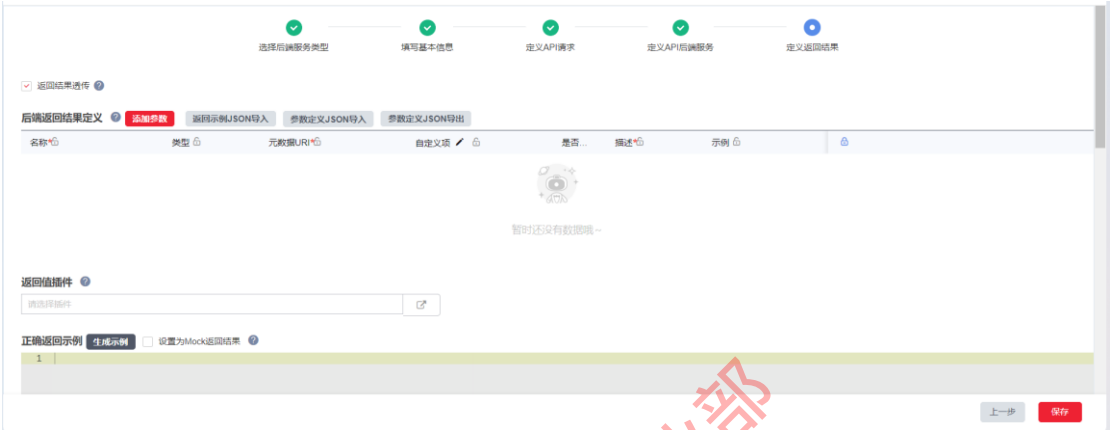 选择后端服务类型 填写基本信息 定义API请求 定义API后端服务 定义返回结果
返回结果透传
后端返回结果定义 添加参数 返回示例JSON导入 参数定义JSON导入 参数定义JSON导出
名称* 类型 元数据URI* 自定义项 是否... 描述* 示例
暂时还没有数据哦~
返回值插件
请选择插件
正确返回示例 生成示例 设置为Mock返回结果
1
上一步 保存
部